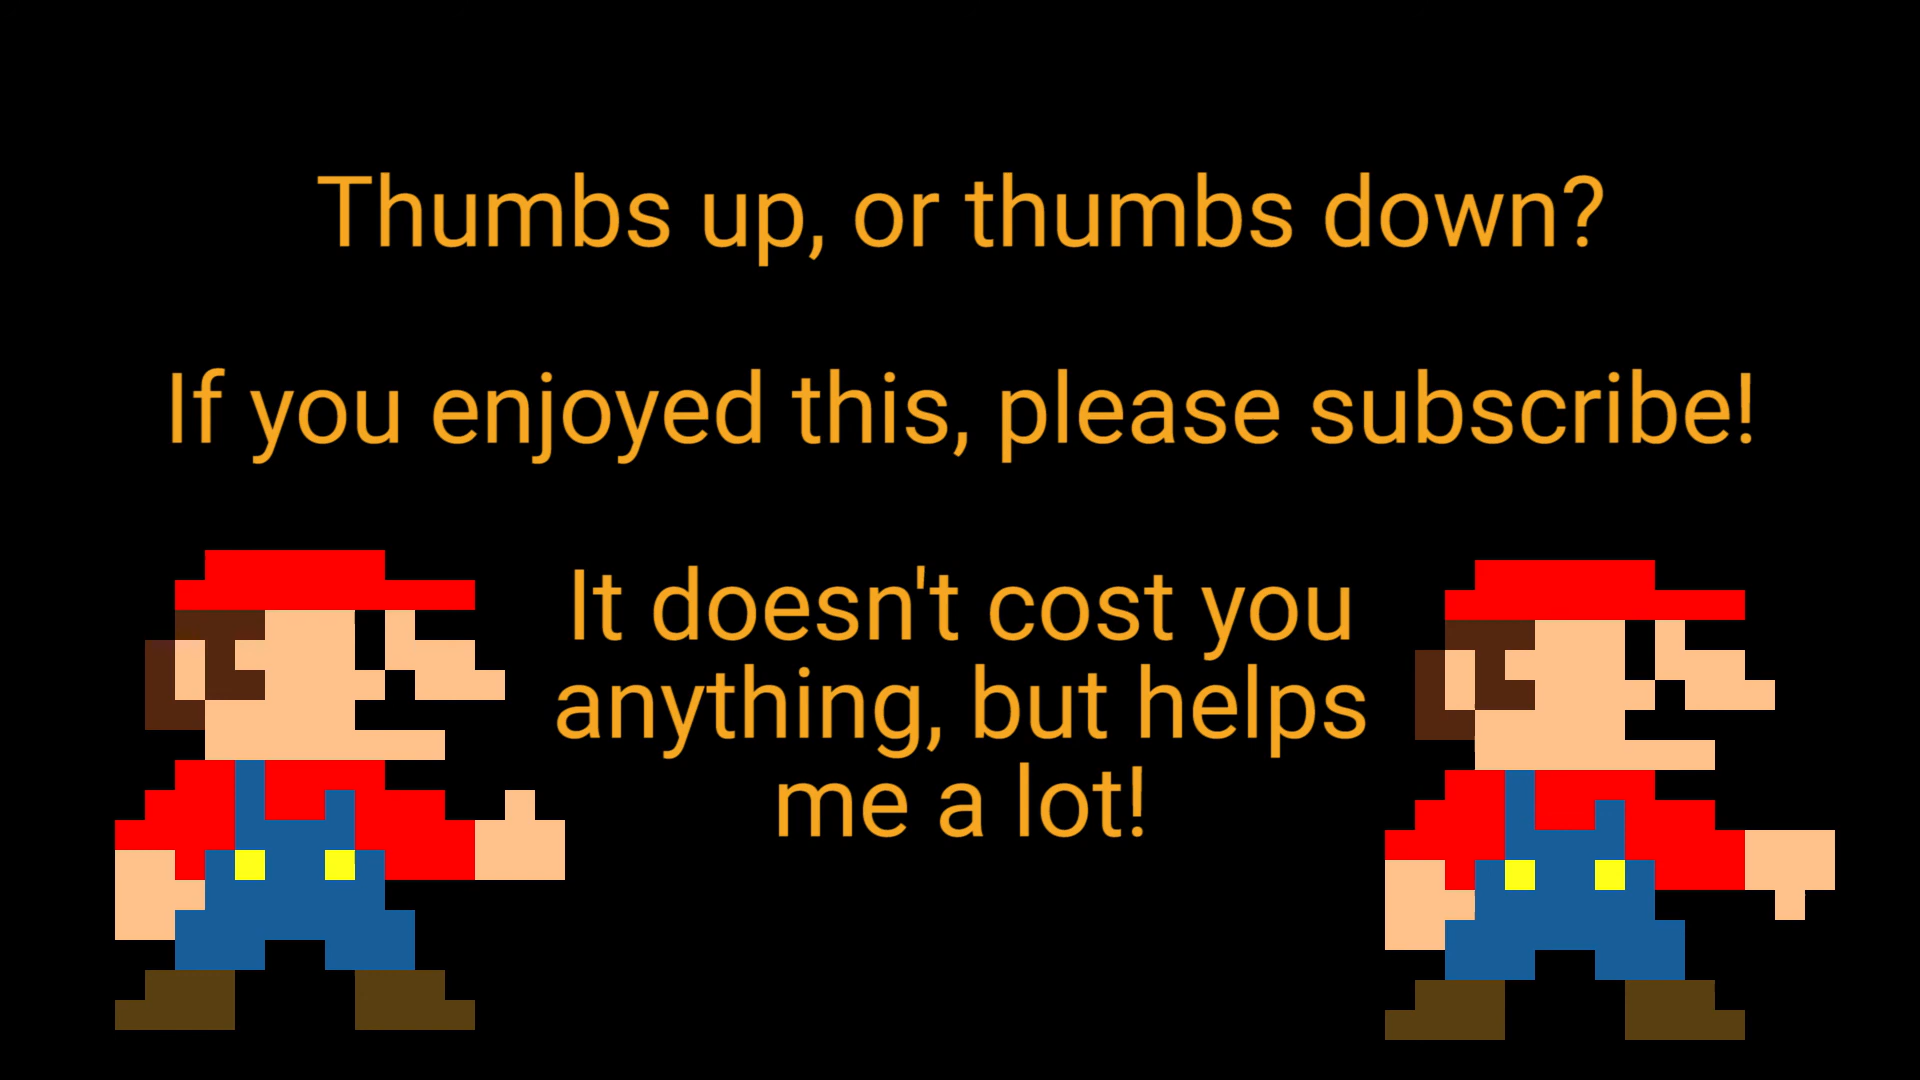 Thumbs up, or thumbs down?
If you enjoyed this, please subscribe!
It doesn't cost you
anything, but helps
me a lot!